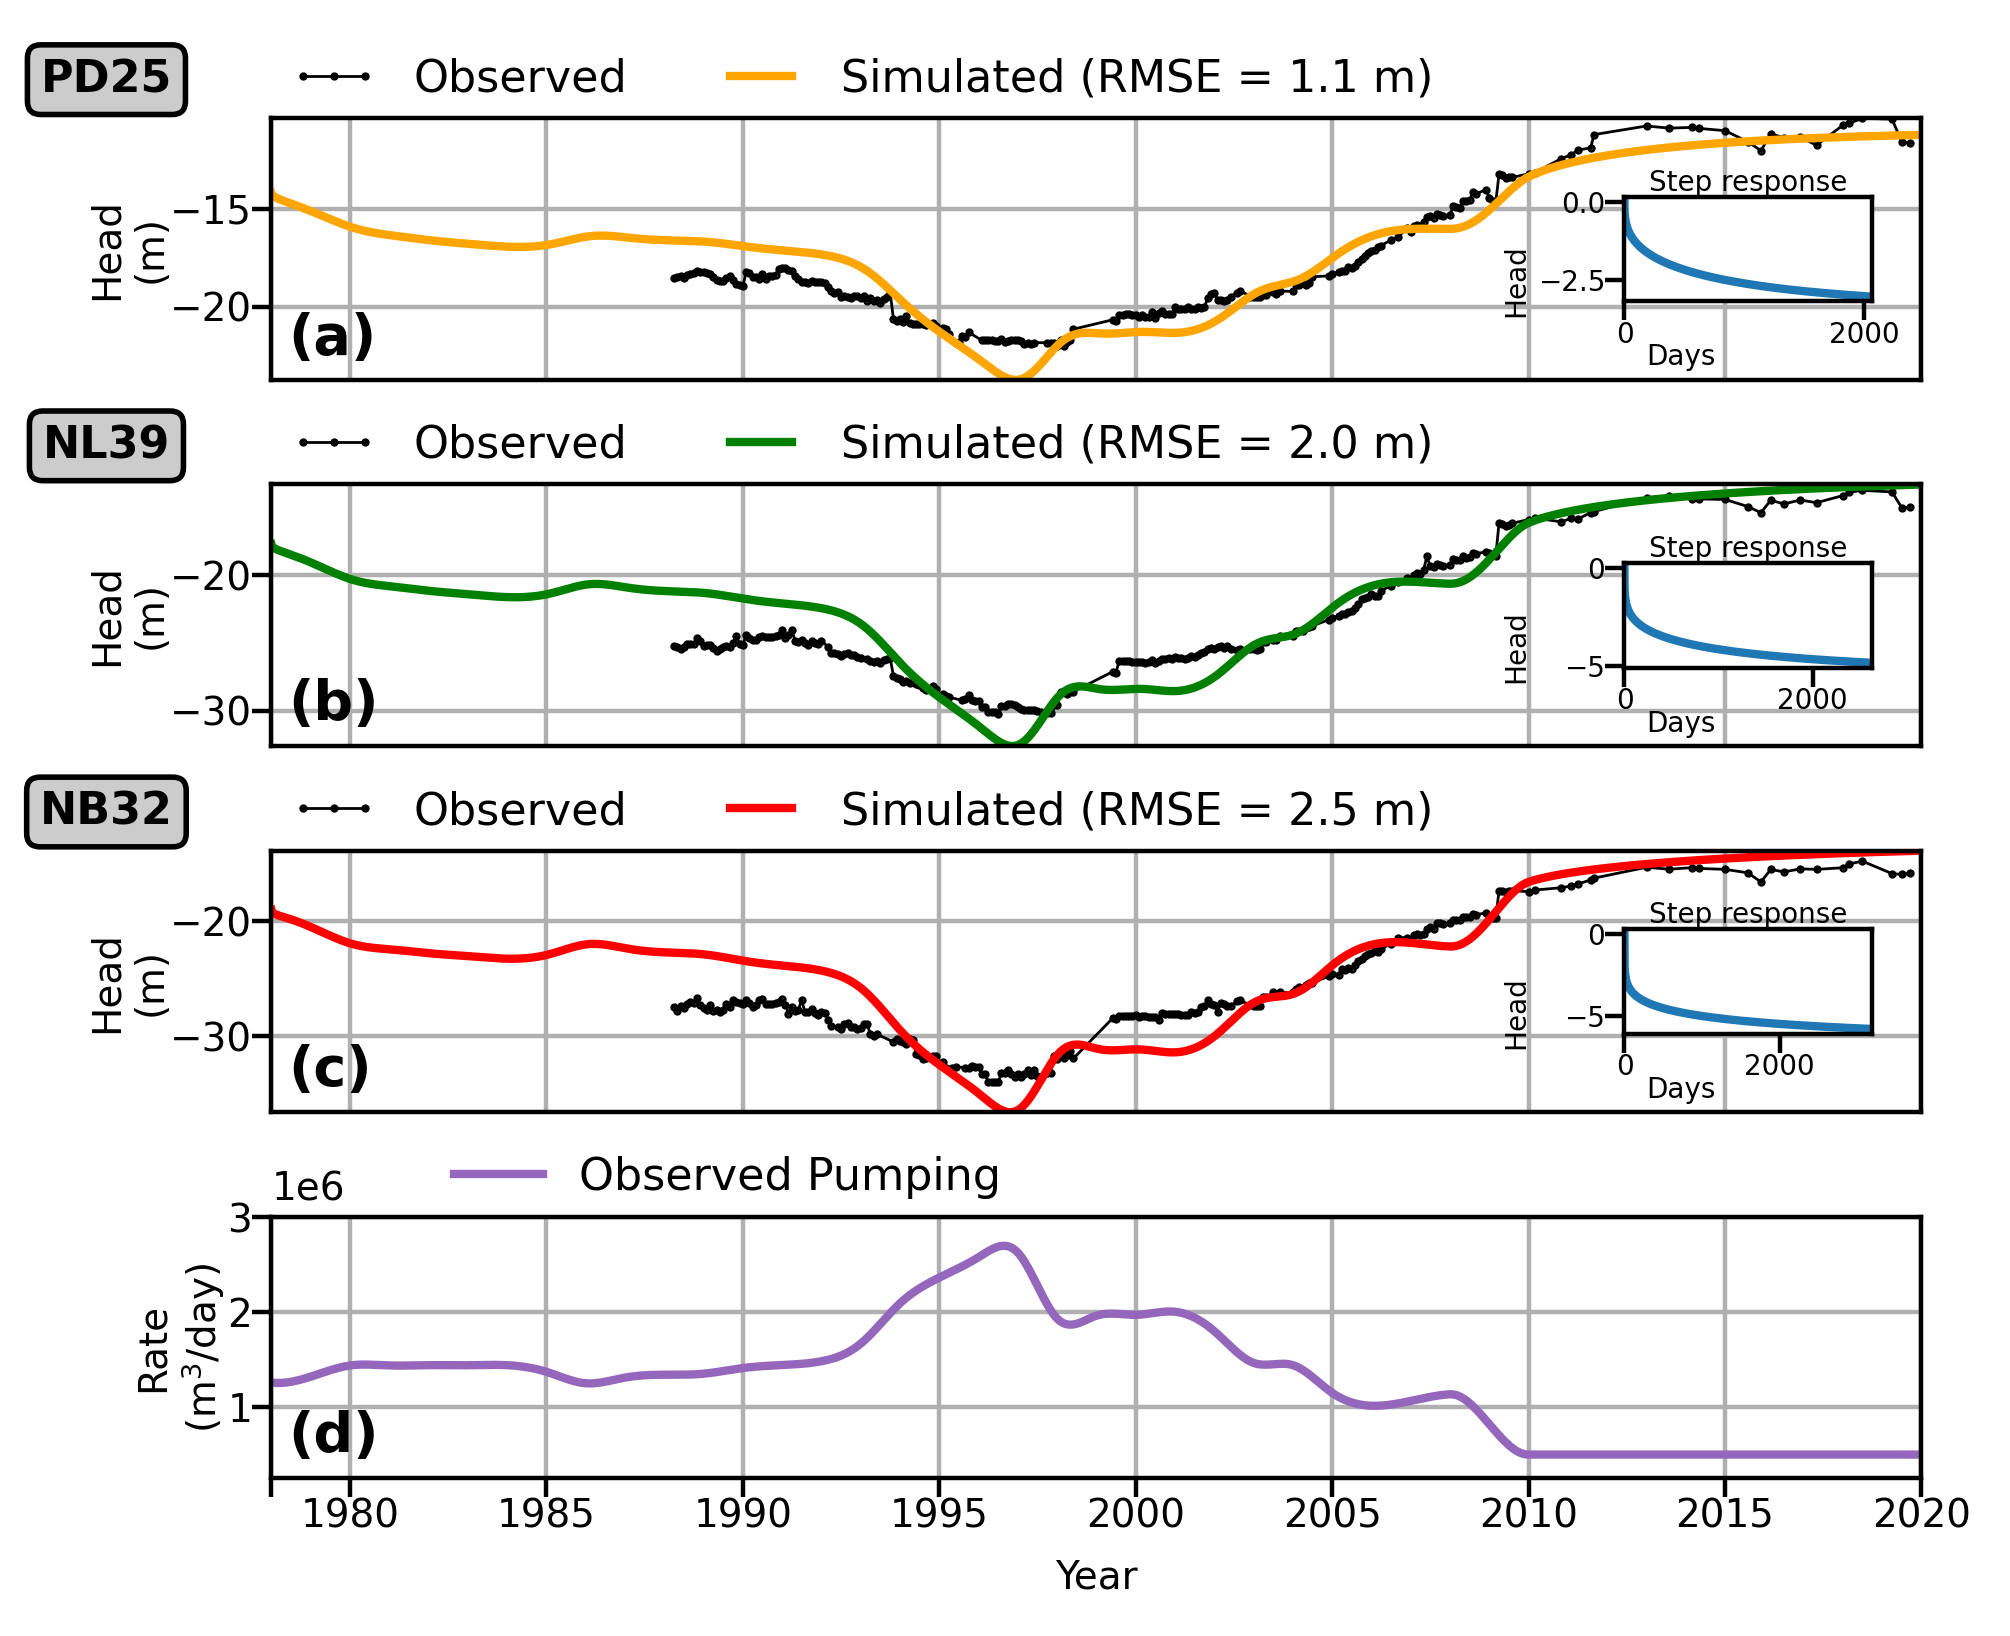 PD25
Observed Simulated (RMSE = 1.1 m)
Head
(m)
−15
−20
(a)
Step response
0.0
−2.5
Head
0 2000
Days
NL39
Observed Simulated (RMSE = 2.0 m)
Head
(m)
−20
−30
(b)
Step response
0
−5
Head
0 2000
Days
NB32
Observed Simulated (RMSE = 2.5 m)
Head
(m)
−20
−30
(c)
Step response
0
−5
Head
0 2000
Days
1e6 Observed Pumping
Rate
(m³/day)
3
2
1
(d)
1980 1985 1990 1995 2000 2005 2010 2015 2020
Year